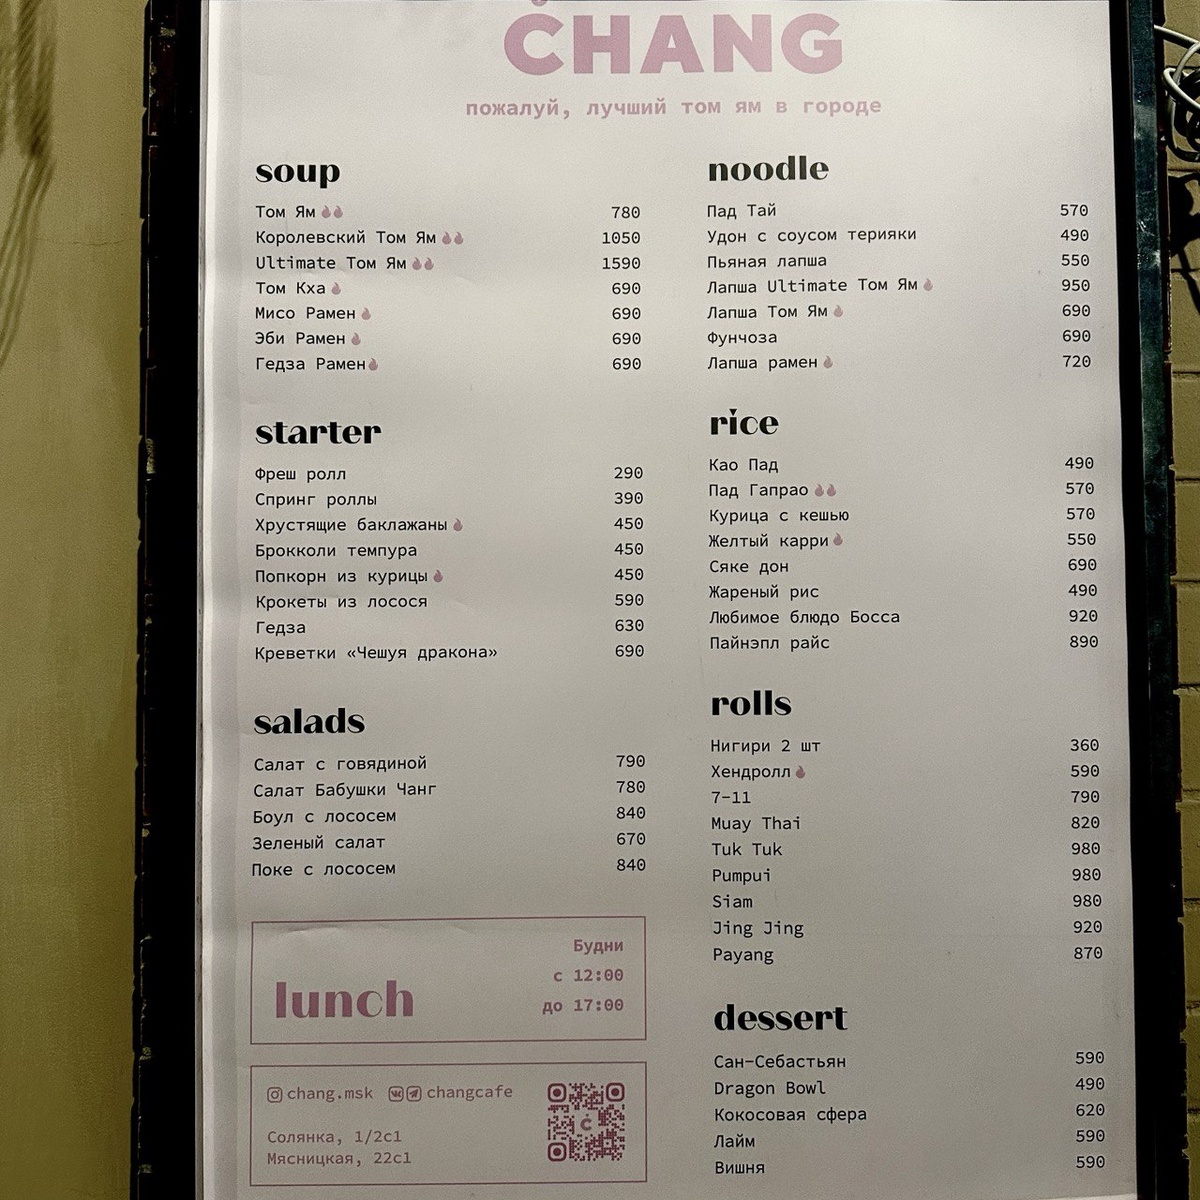 CHANG
пожалуй, лучший том ям в городе
soup
Том Ям 780
Королевский Том Ям 1050
Ultimate Том Ям 1590
Том Кха 690
Мисо Рамен 690
Эби Рамен 690
Гедза Рамен 690
starter
Фреш ролл 290
Спринг роллы 390
Хрустящие баклажаны 450
Брокколи темпура 450
Попкорн из курицы 450
Крокеты из лосося 590
Гедза 630
Креветки «Чешуя дракона» 690
salads
Салат с говядиной 790
Салат Бабушки Чанг 780
Боул с лососем 840
Зеленый салат 670
Поке с лососем 840
lunch
Будни
с 12:00
до 17:00
chang.msk changcafe
Солянка, 1/2с1
Мясницкая, 22с1
noodle
Пад Тай 570
Удон с соусом терияки 490
Пьяная лапша 550
Лапша Ultimate Том Ям 950
Лапша Том Ям 690
Фунчоза 690
Лапша рамен 720
rice
Као Пад 490
Пад Гапрао 570
Курица с кешью 570
Желтый карри 550
Сяке дон 690
Жареный рис 490
Любимое блюдо Босса 920
Пайнэпл райс 890
rolls
Нигири 2 шт 360
Хендролл 590
7-11 790
Muay Thai 820
Tuk Tuk 980
Pumpui 980
Siam 980
Jing Jing 920
Payang 870
dessert
Сан-Себастьян 590
Dragon Bowl 490
Кокосовая сфера 620
Лайм 590
Вишня 590